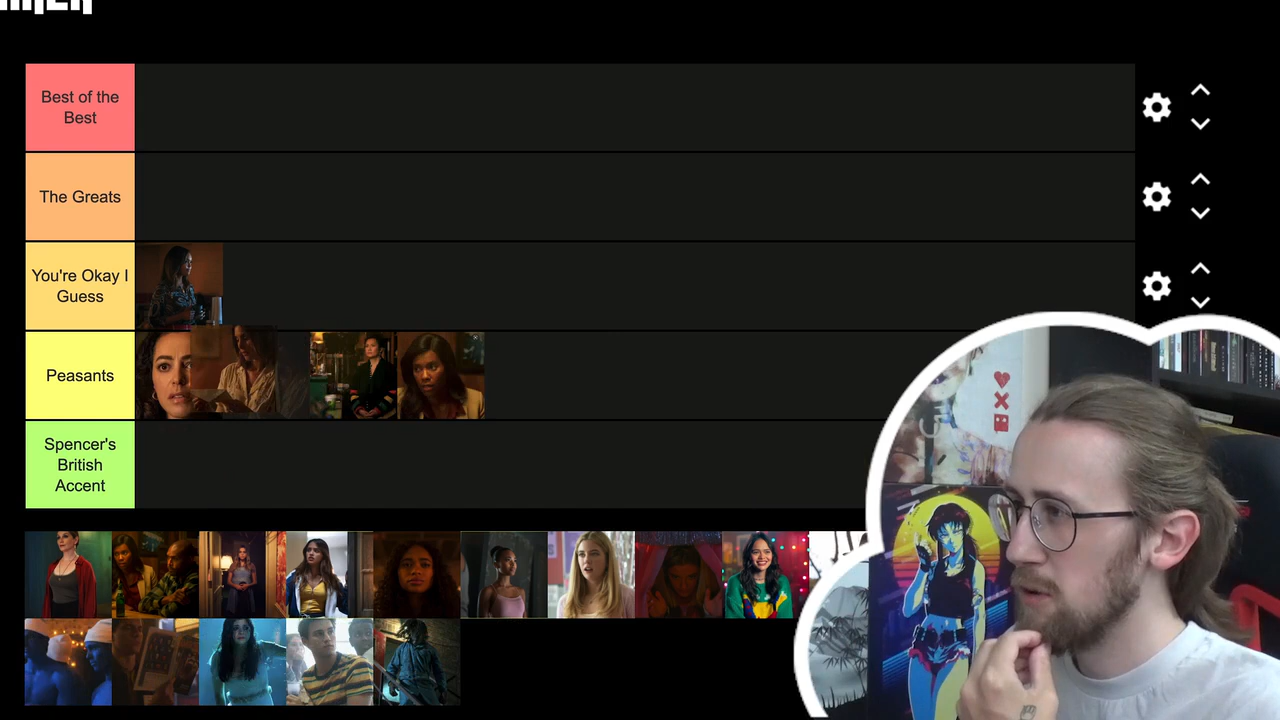 Best of the
Best
The Greats
You're Okay I
Guess
Peasants
Spencer's
British
Accent